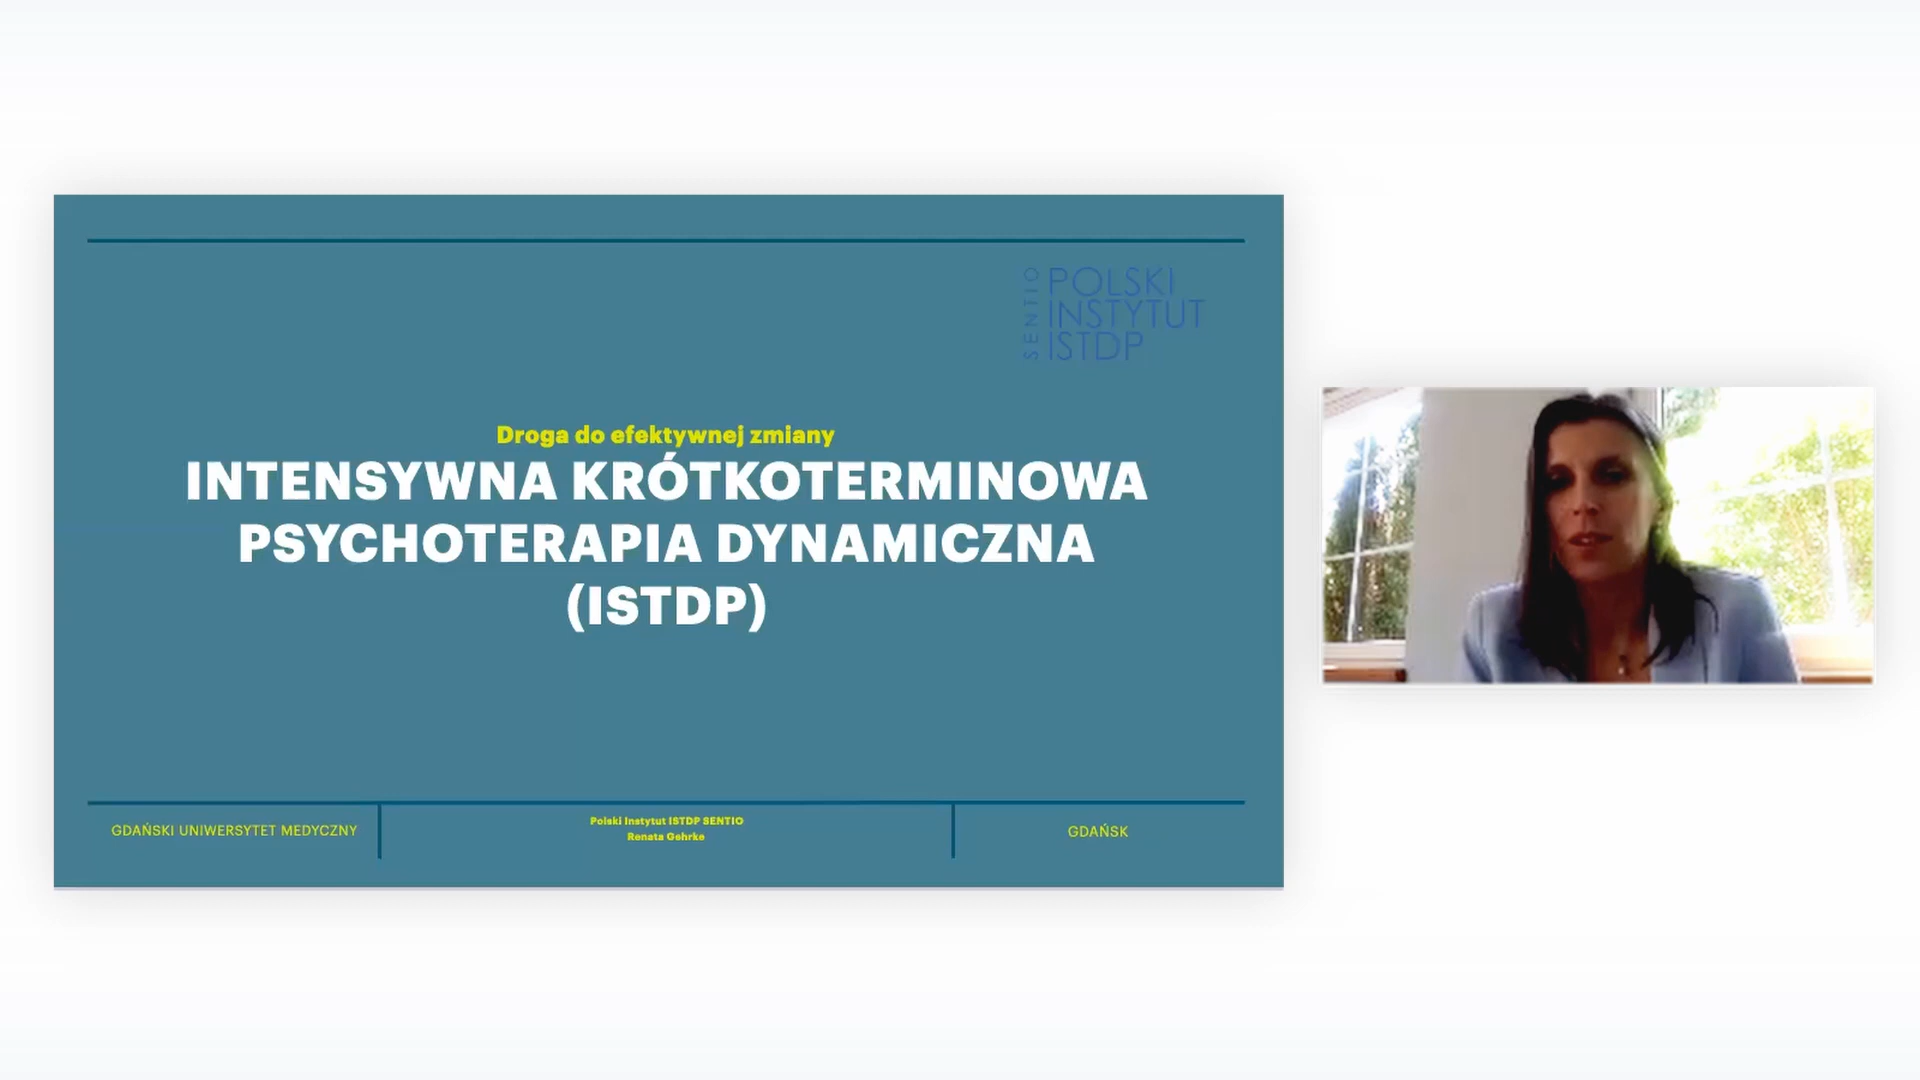 SENTIO
POLSKI
INSTYTUT
ISTDP
Droga do efektywnej zmiany
INTENSYWNA KRÓTKOTERMINOWA
PSYCHOTERAPIA DYNAMICZNA
(ISTDP)
GDAŃSKI UNIWERSYTET MEDYCZNY
Polski Instytut ISTDP SENTIO
Renata Gehrke
GDAŃSK